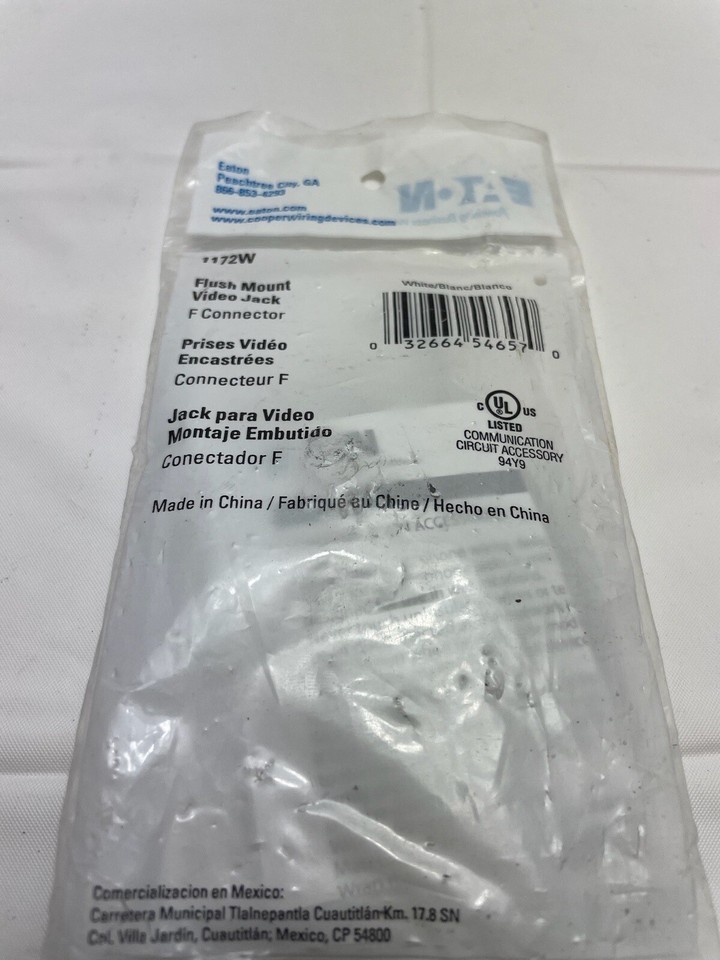 Eaton
Peachtree City, GA
866-853-4293
www.eaton.com
www.cooperwiringdevices.com
EATON
1172W
Flush Mount
Video Jack
F Connector
White/Blanc/Blanco
0 32664 54657 0
Prises Vidéo
Encastrées
Connecteur F
Jack para Video
Montaje Embutido
Conectador F
C UL US
LISTED
COMMUNICATION
CIRCUIT ACCESSORY
94Y9
Made in China / Fabriqué au Chine / Hecho en China
Comercializacion en Mexico:
Carretera Municipal Tlalnepantla Cuautitlán-Km. 17.8 SN
Col. Villa Jardín, Cuautitlán; Mexico, CP 54800